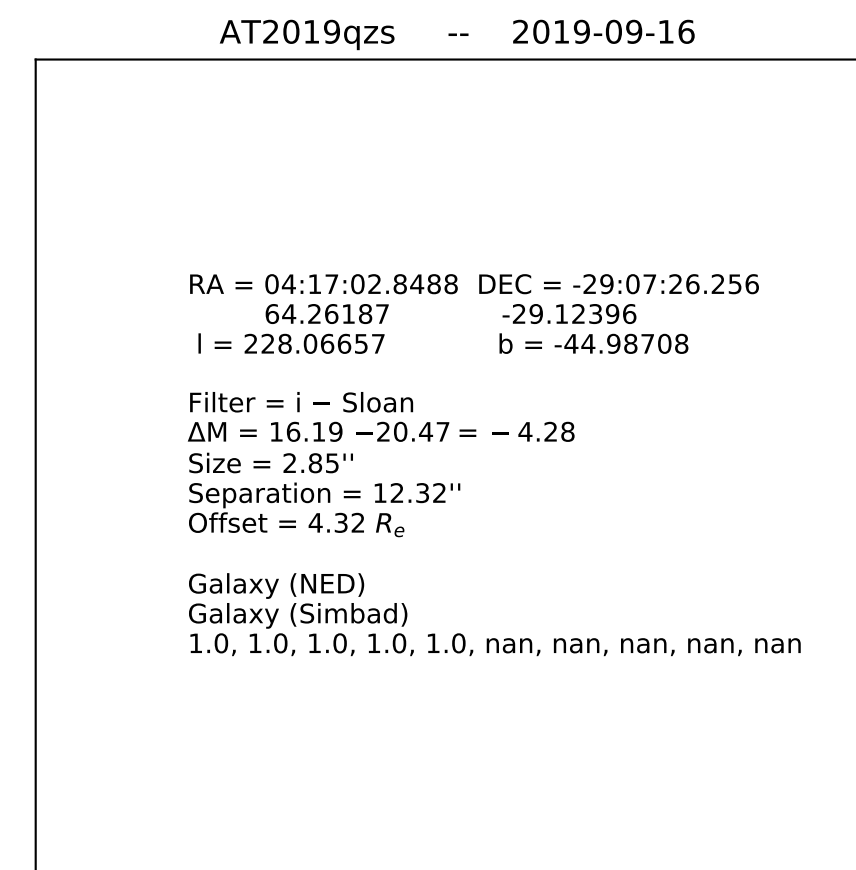 AT2019qzs -- 2019-09-16
RA = 04:17:02.8488 DEC = -29:07:26.256
64.26187 -29.12396
l = 228.06657 b = -44.98708
Filter = i − Sloan
ΔM = 16.19 −20.47 = − 4.28
Size = 2.85''
Separation = 12.32''
Offset = 4.32 Re
Galaxy (NED)
Galaxy (Simbad)
1.0, 1.0, 1.0, 1.0, 1.0, nan, nan, nan, nan, nan